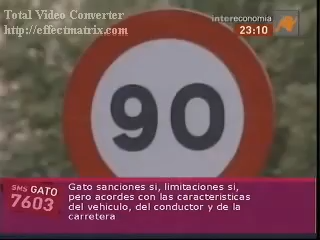 Total Video Converter
http://effectmatrix.com
intereconomia
23:10
90
SMS GATO
7603
Gato sanciones si, limitaciones si,
pero acordes con las caracteristicas
del vehiculo, del conductor y de la
carretera